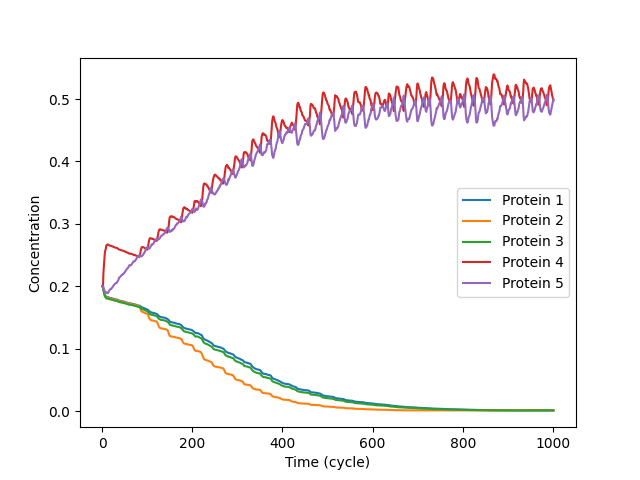 0.5
0.4
0.3
0.2
0.1
0.0
Concentration
0
200
400
600
800
1000
Time (cycle)
Protein 1
Protein 2
Protein 3
Protein 4
Protein 5